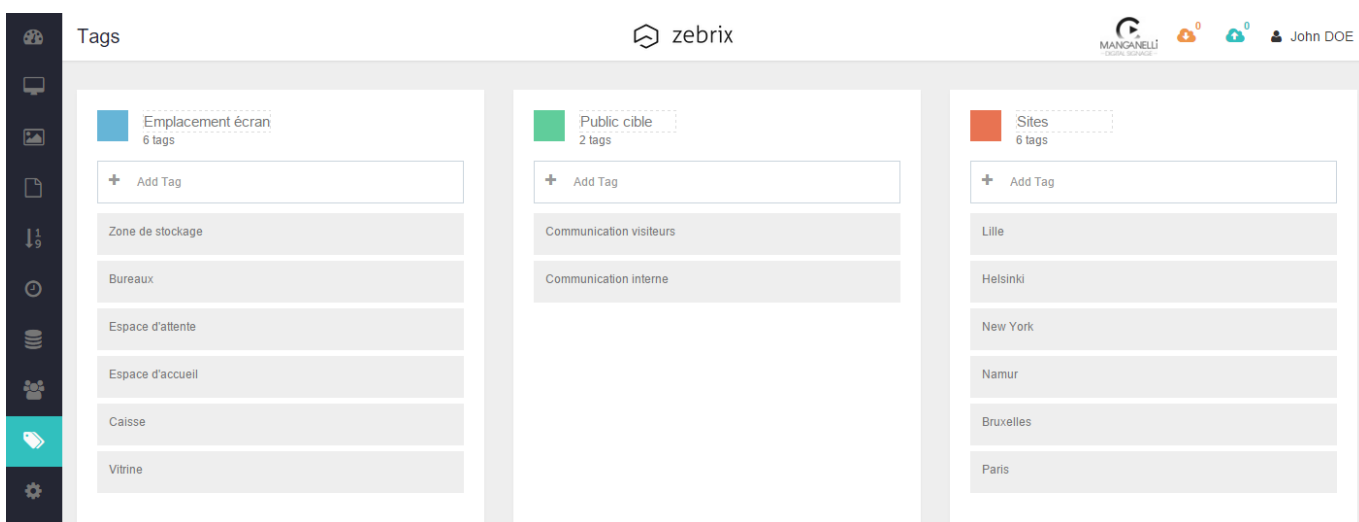 Tags
zebrix
MANGANELLI
- DIGITAL SIGNAGE -
0
0
John DOE
1
9
Emplacement écran
6 tags
Add Tag
Zone de stockage
Bureaux
Espace d'attente
Espace d'accueil
Caisse
Vitrine
Public cible
2 tags
Add Tag
Communication visiteurs
Communication interne
Sites
6 tags
Add Tag
Lille
Helsinki
New York
Namur
Bruxelles
Paris